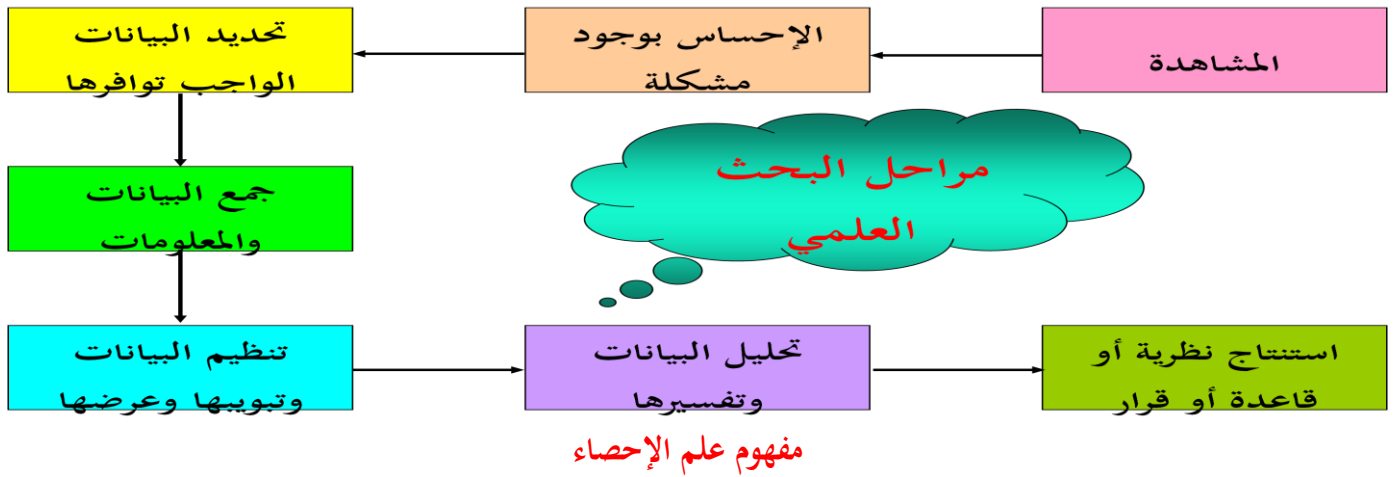 المشاهدة
الإحساس بوجود
مشكلة
تحديد البيانات
الواجب توافرها
جمع البيانات
والمعلومات
مراحل البحث
العلمي
تنظيم البيانات
وتبويبها وعرضها
تحليل البيانات
وتفسيرها
استنتاج نظرية أو
قاعدة أو قرار
مفهوم علم الإحصاء